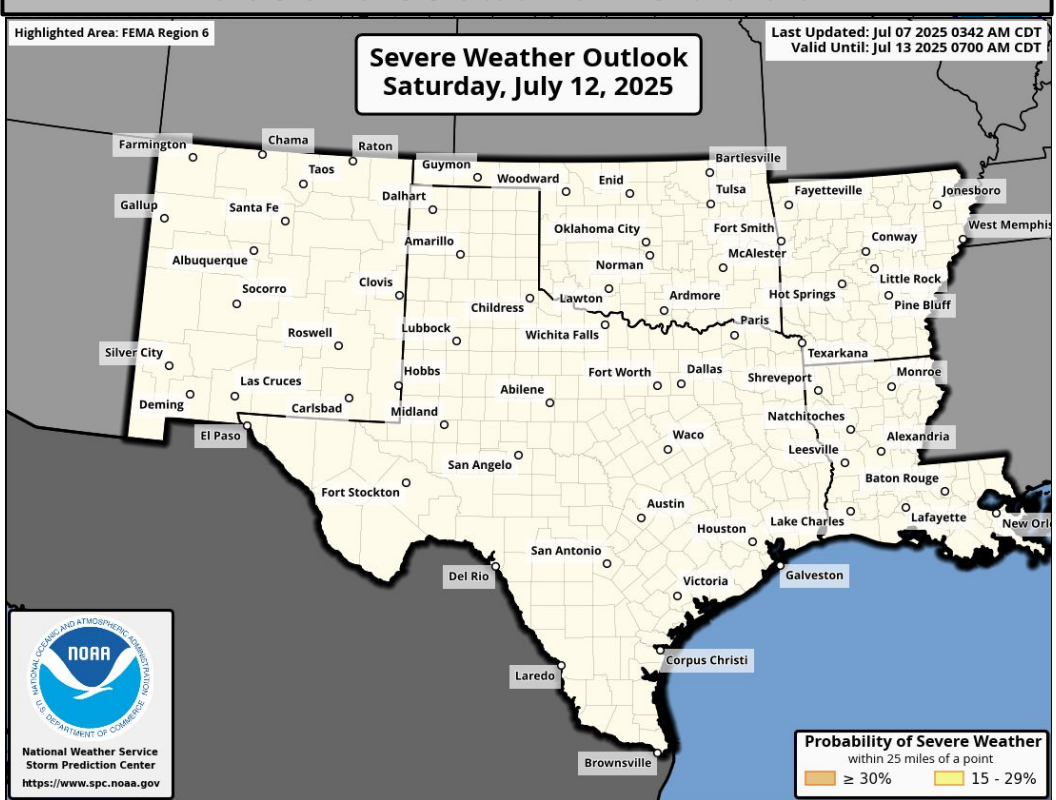 Highlighted Area: FEMA Region 6
Last Updated: Jul 07 2025 0342 AM CDT
Valid Until: Jul 13 2025 0700 AM CDT
Severe Weather Outlook
Saturday, July 12, 2025
Farmington
Chama
Raton
Taos
Guymon
Woodward
Enid
Bartlesville
Tulsa
Fayetteville
Jonesboro
Gallup
Santa Fe
Dalhart
Oklahoma City
Fort Smith
West Memphis
Albuquerque
Amarillo
Norman
McAlester
Conway
Socorro
Clovis
Childress
Lawton
Ardmore
Hot Springs
Little Rock
Pine Bluff
Roswell
Lubbock
Wichita Falls
Paris
Texarkana
Silver City
Las Cruces
Hobbs
Fort Worth
Dallas
Shreveport
Monroe
Deming
Carlsbad
Midland
Abilene
Natchitoches
El Paso
San Angelo
Waco
Leesville
Alexandria
Fort Stockton
Austin
Baton Rouge
Houston
Lake Charles
Lafayette
New Orl
San Antonio
Del Rio
Galveston
Victoria
Laredo
Corpus Christi
Brownsville
NATIONAL OCEANIC AND ATMOSPHERIC ADMINISTRATION
NOAA
U.S. DEPARTMENT OF COMMERCE
National Weather Service
Storm Prediction Center
https://www.spc.noaa.gov
Probability of Severe Weather
within 25 miles of a point
≥ 30%
15 - 29%